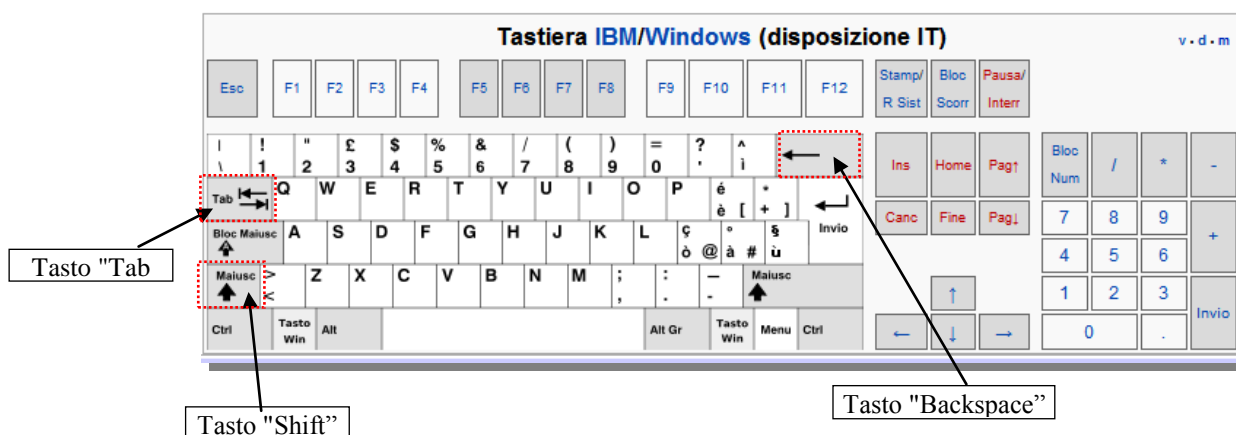 Tastiera IBM/Windows (disposizione IT)
v · d · m
Esc F1 F2 F3 F4 F5 F6 F7 F8 F9 F10 F11 F12
Stamp/ Bloc Pausa/
R Sist Scorr Interr
| ! " £ $ % & / ( ) = ? ^
\ 1 2 3 4 5 6 7 8 9 0 ' ì ←
Ins Home Pag↑
Bloc / * -
Num
Tab Q W E R T Y U I O P é *
è [ + ]
Invio
Canc Fine Pag↓
7 8 9 +
Bloc Maiusc A S D F G H J K L ç ° §
ò @ à # ù
4 5 6
Maiusc > Z X C V B N M ; : _ Maiusc
< , . -
↑
1 2 3 Invio
Ctrl Tasto Alt Alt Gr Tasto Menu Ctrl
Win Win
← ↓ →
0 .
Tasto "Tab
Tasto "Shift”
Tasto "Backspace”